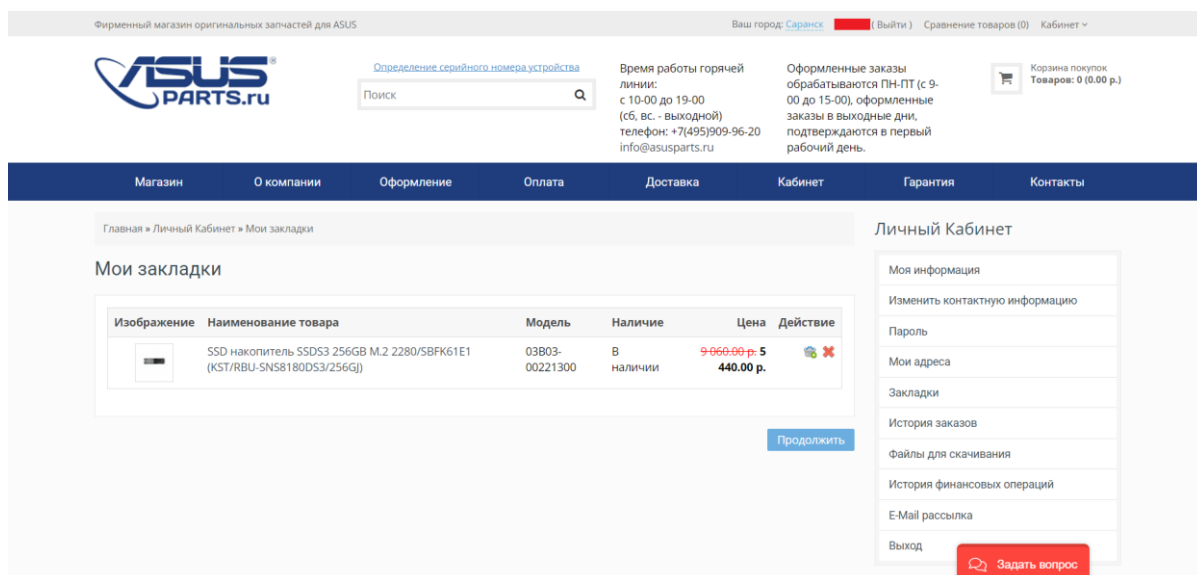 Фирменный магазин оригинальных запчастей для ASUS
Ваш город: Саранск ( Выйти ) Сравнение товаров (0) Кабинет
ASUS®
PARTS.ru
Определение серийного номера устройства
Поиск
Время работы горячей
линии:
с 10-00 до 19-00
(сб, вс. - выходной)
телефон: +7(495)909-96-20
info@asusparts.ru
Оформленные заказы
обрабатываются ПН-ПТ (с 9-
00 до 15-00), оформленные
заказы в выходные дни,
подтверждаются в первый
рабочий день.
Корзина покупок
Товаров: 0 (0.00 р.)
Магазин О компании Оформление Оплата Доставка Кабинет Гарантия Контакты
Главная » Личный Кабинет » Мои закладки
Мои закладки
Изображение Наименование товара Модель Наличие Цена Действие
SSD накопитель SSDS3 256GB M.2 2280/SBFK61E1
(KST/RBU-SNS8180DS3/256GJ)
03B03-
00221300
В
наличии
9 060.00 р. 5
440.00 р.
Продолжить
Личный Кабинет
Моя информация
Изменить контактную информацию
Пароль
Мои адреса
Закладки
История заказов
Файлы для скачивания
История финансовых операций
E-Mail рассылка
Выход
Задать вопрос